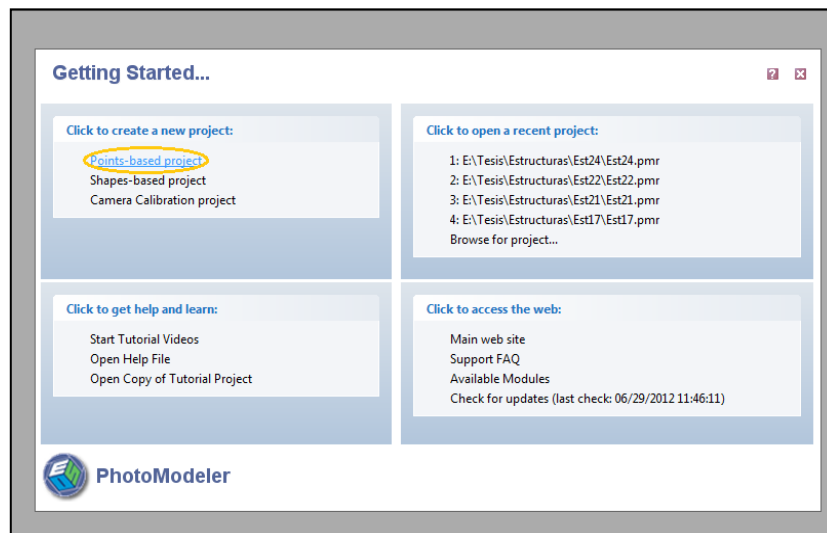 Getting Started...
Click to create a new project:
Points-based project
Shapes-based project
Camera Calibration project
Click to open a recent project:
1: E:\Tesis\Estructuras\Est24\Est24.pmr
2: E:\Tesis\Estructuras\Est22\Est22.pmr
3: E:\Tesis\Estructuras\Est21\Est21.pmr
4: E:\Tesis\Estructuras\Est17\Est17.pmr
Browse for project...
Click to get help and learn:
Start Tutorial Videos
Open Help File
Open Copy of Tutorial Project
Click to access the web:
Main web site
Support FAQ
Available Modules
Check for updates (last check: 06/29/2012 11:46:11)
PhotoModeler